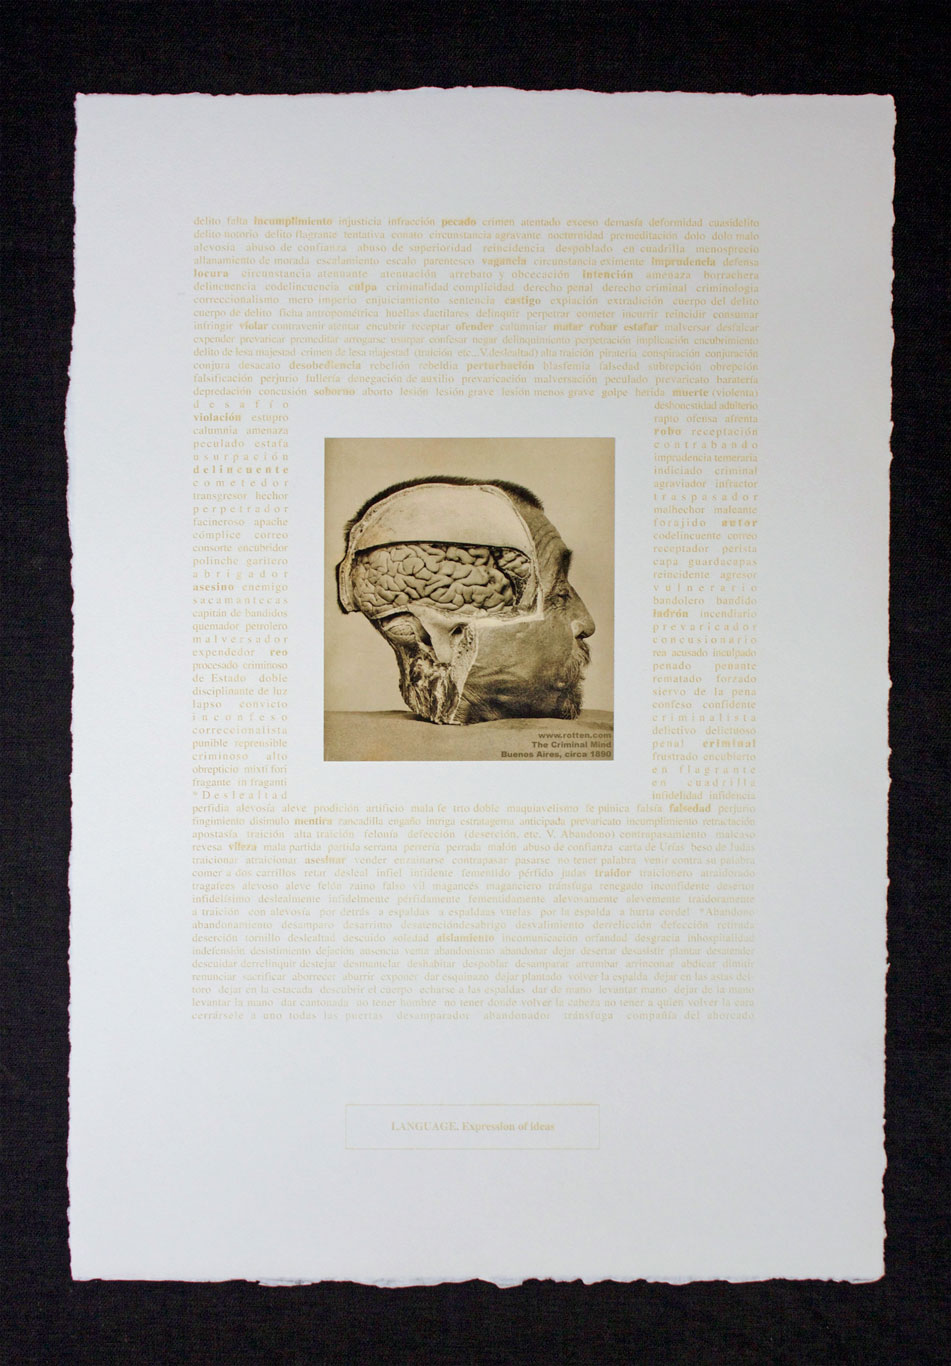 delito falta incumplimiento injusticia infracción pecado crimen atentado exceso demasía deformidad cuasidelito
delito notorio delito flagrante tentativa conato circunstancia agravante nocturnidad premeditación dolo dolo malo
alevosía abuso de confianza abuso de superioridad reincidencia despoblado en cuadrilla menosprecio
allanamiento de morada escalamiento escalo parentesco vagancia circunstancia eximente imprudencia defensa
locura circunstancia atenuante atenuación arrebato y obcecación intención amenaza borrachera
delincuencia codelincuencia culpa criminalidad complicidad derecho penal derecho criminal criminología
correccionalismo mero imperio enjuiciamiento sentencia castigo expiación extradición cuerpo del delito
cuerpo de delito ficha antropométrica huellas dactilares delinquir perpetrar cometer incurrir reincidir consumar
infringir violar contravenir atentar encubrir receptar ofender calumniar matar robar estafar malversar desfalcar
expender prevaricar premeditar arrogarse usurpar confesar negar delinquimiento perpetración implicación encubrimiento
delito de lesa majestad crimen de lesa majestad (traición etc...V.deslealtad) alta traición piratería conspiración conjuración
conjura desacato desobediencia rebelión rebeldía perturbación blasfemia falsedad subrepción obrepción
falsificación perjurio fullería denegación de auxilio prevaricación malversación peculado prevaricato baratería
depredación concusión soborno aborto lesión lesión grave lesión menos grave golpe herida muerte (violenta)
desafío
violación estupro
calumnia amenaza
peculado estafa
usurpación
delincuente
cometedor
transgresor hechor
perpetrador
facineroso apache
cómplice correo
consorte encubridor
polinche garitero
abrigador
asesino enemigo
sacamantecas
capitán de bandidos
quemador petrolero
malversador
expendedor reo
procesado criminoso
de Estado doble
disciplinante de luz
lapso convicto
inconfeso
correccionalista
punible reprensible
criminoso alto
obrepticio mixti fori
fragante in fraganti
*Deslealtad
deshonestidad adulterio
rapto ofensa afrenta
robo receptación
contrabando
imprudencia temeraria
indiciado criminal
agraviador infractor
traspasador
malhechor maleante
forajido autor
codelincuente correo
receptador perista
capa guardacapas
reincidente agresor
vulnerario
bandolero bandido
ladrón incendiario
prevaricador
concusionario
rea acusado inculpado
penado penante
rematado forzado
siervo de la pena
confeso confidente
criminalista
delictivo delictuoso
penal criminal
frustrado encubierto
en flagrante
en cuadrilla
infidelidad infidencia
www.rotten.com
The Criminal Mind
Buenos Aires, circa 1890
perfidia alevosía aleve prodición artificio mala fe trto doble maquiavelismo fe púnica falsía falsedad perjurio
fingimiento disimulo mentira zancadilla engaño intriga estratagema anticipada prevaricato incumplimiento retractación
apostasía traición alta traición felonía defección (deserción, etc. V. Abandono) contrapasamiento malcaso
revesa vileza mala partida partida serrana perrería perrada malón abuso de confianza carta de Urías beso de Judas
traicionar atraicionar asesinar vender entruinarse contrapasar pasarse no tener palabra venir contra su palabra
comer a dos carrillos retar desleal infiel infidente fementido pérfido judas traidor traicionero atraidorado
tragafees alevoso aleve felón zaino falso vil magancés maganciero tránsfuga renegado inconfidente desertor
infidelísimo deslealmente infidelmente pérfidamente fementidamente alevosamente alevemente traidoramente
a traición con alevosía por detrás a espaldas a espaldas vueltas por la espalda a hurta cordel *Abandono
abandonamiento desamparo desarrimo desatencióndesabrigo desvalimiento derrelicción defección retirada
deserción tornillo deslealtad descuido soledad aislamiento incomunicación orfandad desgracia inhospitalidad
indefensión desistimiento dejación ausencia venta abandonismo abandonar dejar desertar desasistir plantar desatender
descuidar derrelinquir destejar desmantelar deshabitar despoblar desamparar arrumbar arrinconar abdicar dimitir
renunciar sacrificar aborrecer aburrir exponer dar esquinazo dejar plantado volver la espalda dejar en las astas del
toro dejar en la estacada descubrir el cuerpo echarse a las espaldas dar de mano levantar mano dejar de la mano
levantar la mano dar cantonada no tener hombre no tener donde volver la cabeza no tener a quien volver la cara
cerrársele a uno todas las puertas desamparador abandonador tránsfuga compañía del ahorcado
LANGUAGE. Expression of ideas